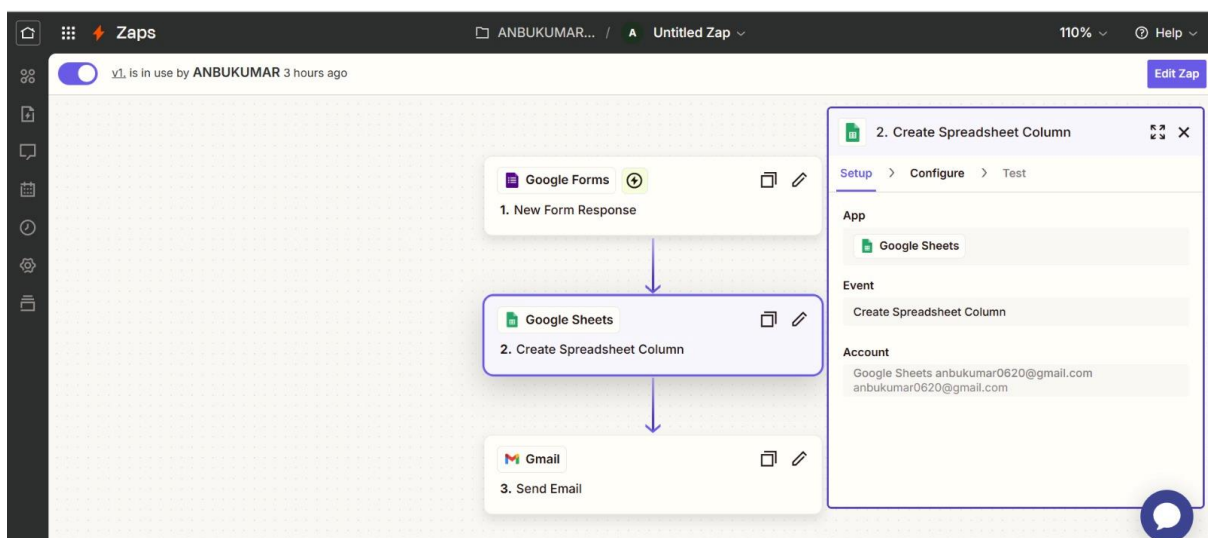 Zaps
ANBUKUMAR... / A Untitled Zap
110%
Help
v1. is in use by ANBUKUMAR 3 hours ago
Edit Zap
Google Forms
1. New Form Response
Google Sheets
2. Create Spreadsheet Column
Gmail
3. Send Email
2. Create Spreadsheet Column
Setup > Configure > Test
App
Google Sheets
Event
Create Spreadsheet Column
Account
Google Sheets anbukumar0620@gmail.com
anbukumar0620@gmail.com